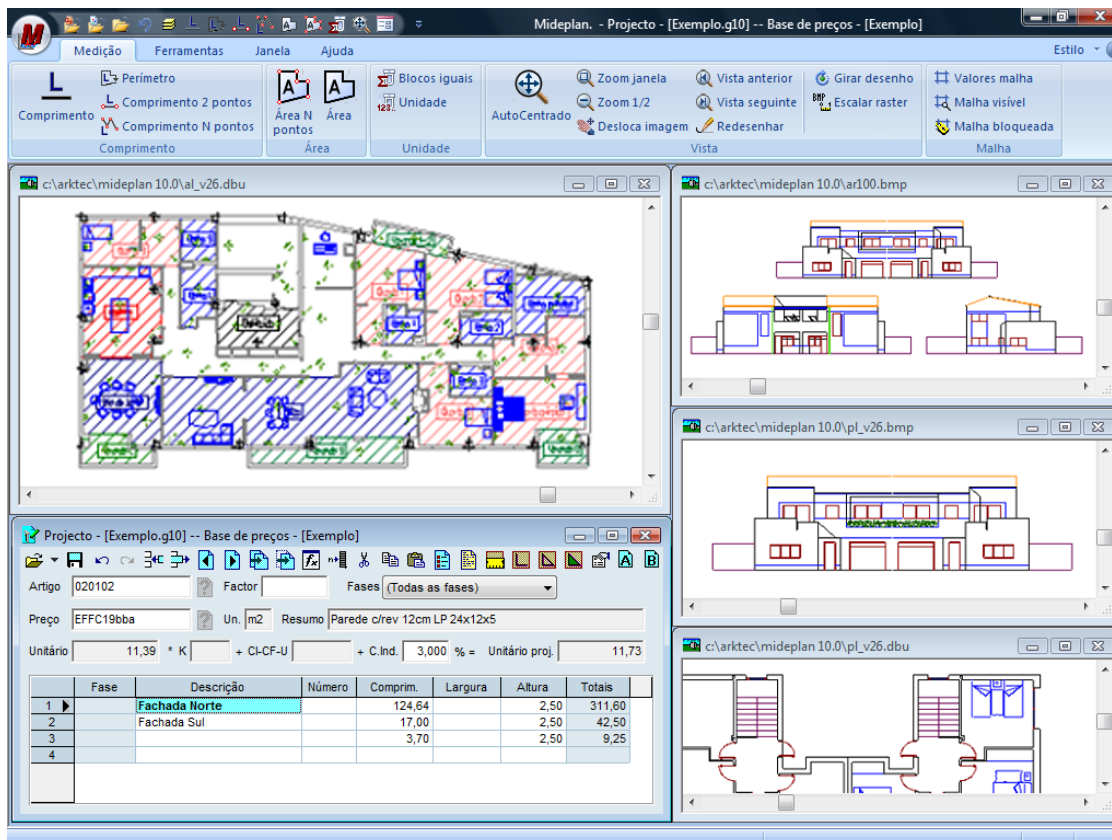 Mideplan. - Projecto - [Exemplo.g10] -- Base de preços - [Exemplo]
Medição Ferramentas Janela Ajuda Estilo
Comprimento
Perímetro
Comprimento 2 pontos
Comprimento N pontos
Comprimento
Área N pontos
Área
Área
Blocos iguais
Unidade
Unidade
AutoCentrado
Zoom janela
Zoom 1/2
Desloca imagem
Vista anterior
Vista seguinte
Redesenhar
Girar desenho
Escalar raster
Vista
Valores malha
Malha visível
Malha bloqueada
Malha
c:\arktec\mideplan 10.0\al_v26.dbu
c:\arktec\mideplan 10.0\ar100.bmp
c:\arktec\mideplan 10.0\pl_v26.bmp
c:\arktec\mideplan 10.0\pl_v26.dbu
Projecto - [Exemplo.g10] -- Base de preços - [Exemplo]
Artigo 020102 Factor Fases (Todas as fases)
Preço EFFC19bba Un. m2 Resumo Parede c/rev 12cm LP 24x12x5
Unitário 11,39 * K + CI-CF-U + C.Ind. 3,000 % = Unitário proj. 11,73
Fase Descrição Número Comprim. Largura Altura Totais
1 Fachada Norte 124,64 2,50 311,60
2 Fachada Sul 17,00 2,50 42,50
3 3,70 2,50 9,25
4